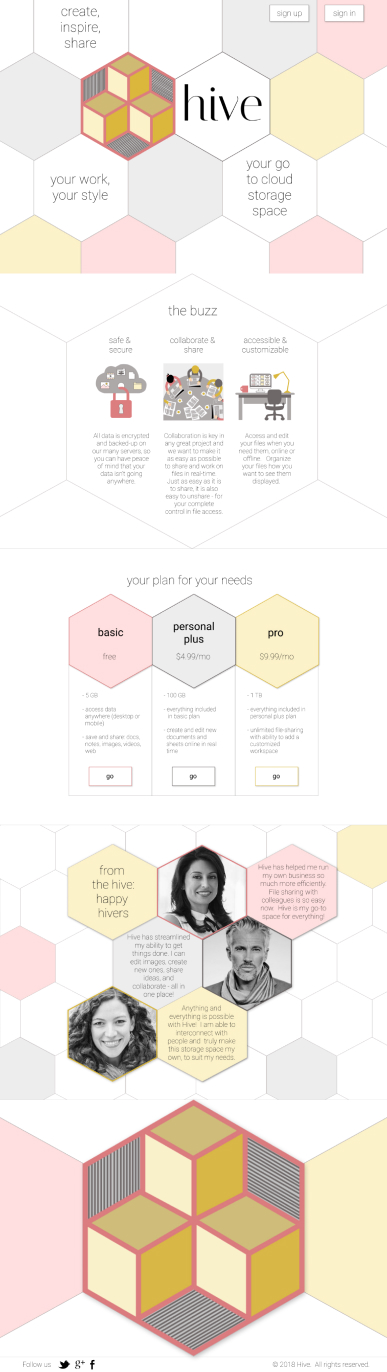 create,
inspire,
share
sign up
sign in
hive
your work,
your style
your go
to cloud
storage
space
the buzz
safe &
secure
All data is encrypted
and backed-up on
our many servers, so
you can have peace
of mind that your
data isn't going
anywhere.
collaborate &
share
Collaboration is key in
any great project and
we want to make it
as easy as possible
to share and work on
files in real-time.
Just as easy as it is
to share, it is also
easy to unshare - for
your complete
control in file access.
accessible &
customizable
Access and edit
your files when you
need them, online or
offline. Organize
your files how you
want to see them
displayed.
your plan for your needs
basic
free
- 5 GB
- access data
anywhere (desktop or
mobile)
- save and share docs,
notes, images, videos,
web
go
personal
plus
$4.99/mo
- 100 GB
- everything included
in basic plan
- create and edit new
documents and
sheets online in real
time
go
pro
$9.99/mo
- 1 TB
- everything included in
personal plus plan
- unlimited file-sharing
with ability to add a
customized
workspace
go
from
the hive:
happy
hivers
Hive has helped me run
my own business so
much more efficiently.
File sharing with
colleagues is so easy
now. Hive is my go-to
space for everything!
Hive has streamlined
my ability to get
things done. I can
edit images, create
new ones, share
ideas, and
collaborate - all in
one place!
Anything and
everything is possible
with Hive! I am able to
interconnect with
people and truly make
this storage space my
own, to suit my needs.
Follow us
g+ f
© 2018 Hive. All rights reserved.